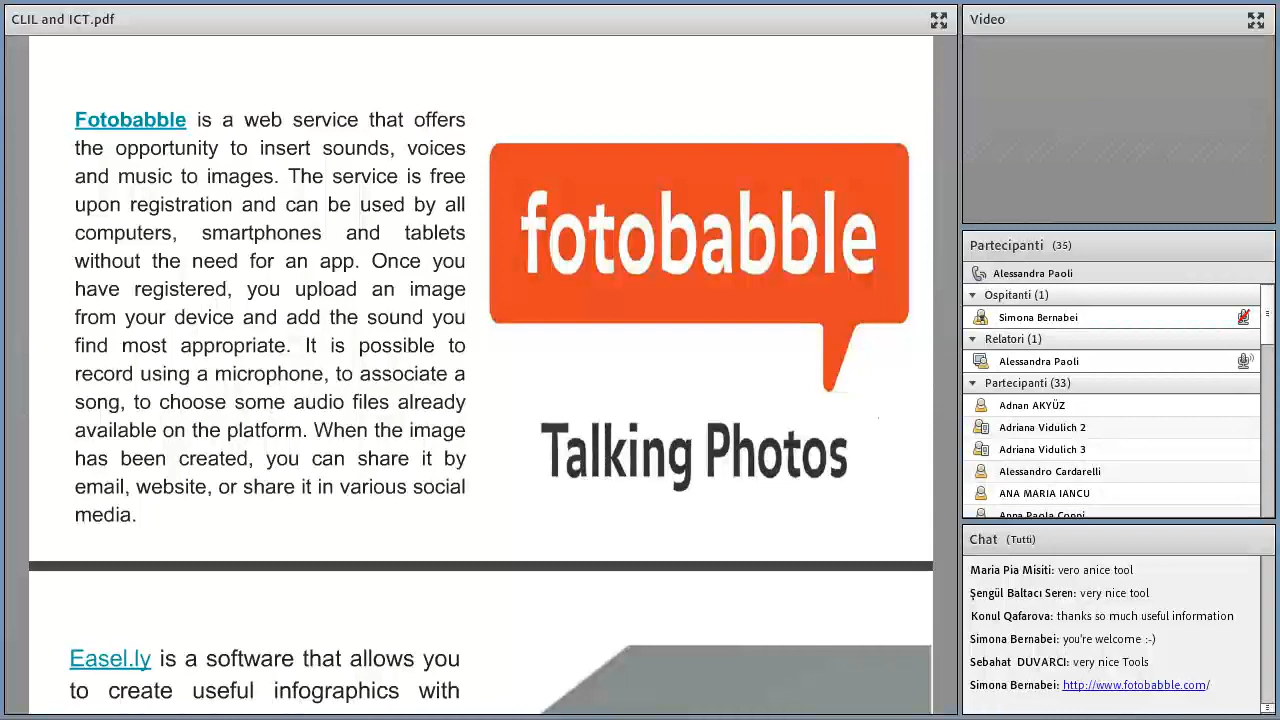 CLIL and ICT.pdf
Fotobabble is a web service that offers
the opportunity to insert sounds, voices
and music to images. The service is free
upon registration and can be used by all
computers, smartphones and tablets
without the need for an app. Once you
have registered, you upload an image
from your device and add the sound you
find most appropriate. It is possible to
record using a microphone, to associate a
song, to choose some audio files already
available on the platform. When the image
has been created, you can share it by
email, website, or share it in various social
media.
fotobabble
Talking Photos
Easel.ly is a software that allows you
to create useful infographics with
Video
Partecipanti (35)
Alessandra Paoli
Ospitanti (1)
Simona Bernabei
Relatori (1)
Alessandra Paoli
Partecipanti (33)
Adnan AKYÜZ
Adriana Vidulich 2
Adriana Vidulich 3
Alessandro Cardarelli
ANA MARIA IANCU
Anna Paola Coppi
Chat (Tutti)
Maria Pia Misiti: vero anice tool
Şengül Baltacı Seren: very nice tool
Konul Qafarova: thanks so much useful information
Simona Bernabei: you're welcome :-)
Sebahat DUVARCI: very nice Tools
Simona Bernabei: http://www.fotobabble.com/